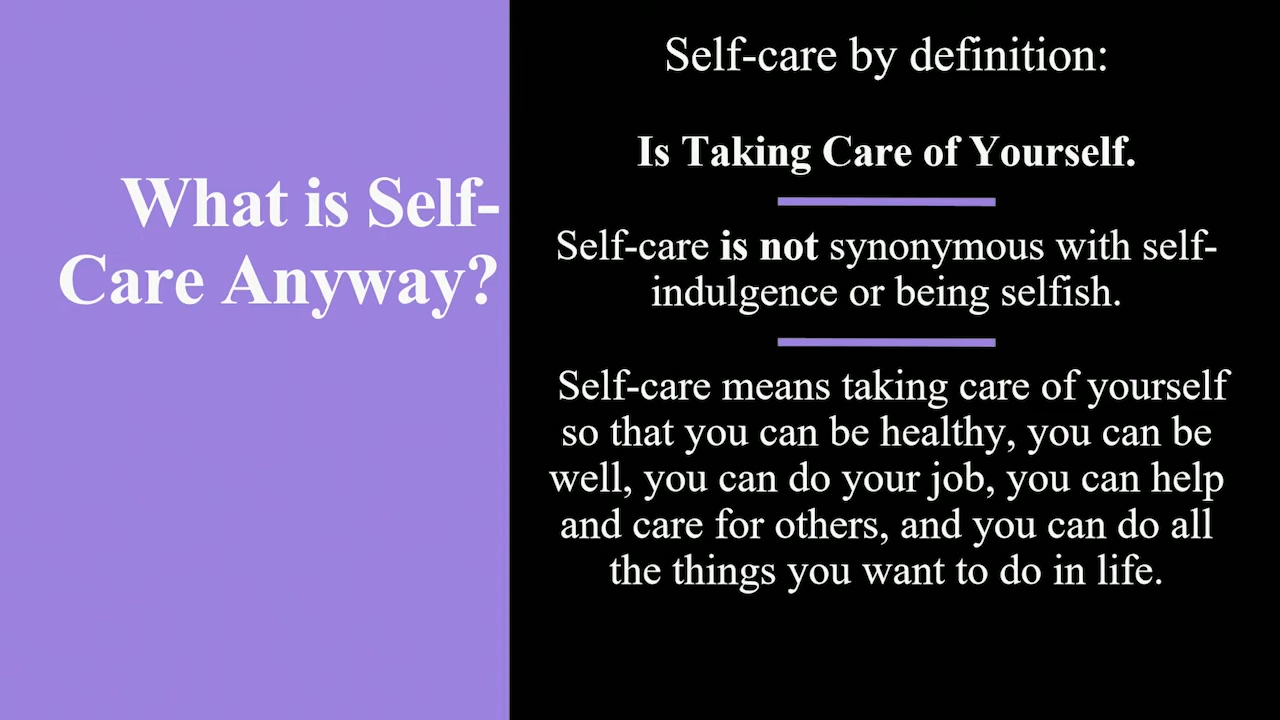 What is Self-
Care Anyway?
Self-care by definition:
Is Taking Care of Yourself.
Self-care is not synonymous with self-
indulgence or being selfish.
Self-care means taking care of yourself
so that you can be healthy, you can be
well, you can do your job, you can help
and care for others, and you can do all
the things you want to do in life.